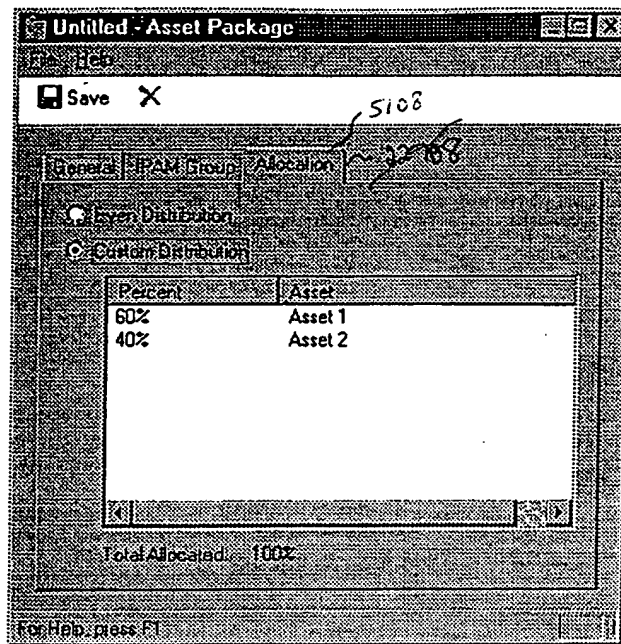 Untitled - Asset Package
File Help
Save
5108
General IPAM Group Allocation
Even Distribution
Custom Distribution
Percent Asset
60% Asset 1
40% Asset 2
Total Allocated: 100%
For Help, press F1